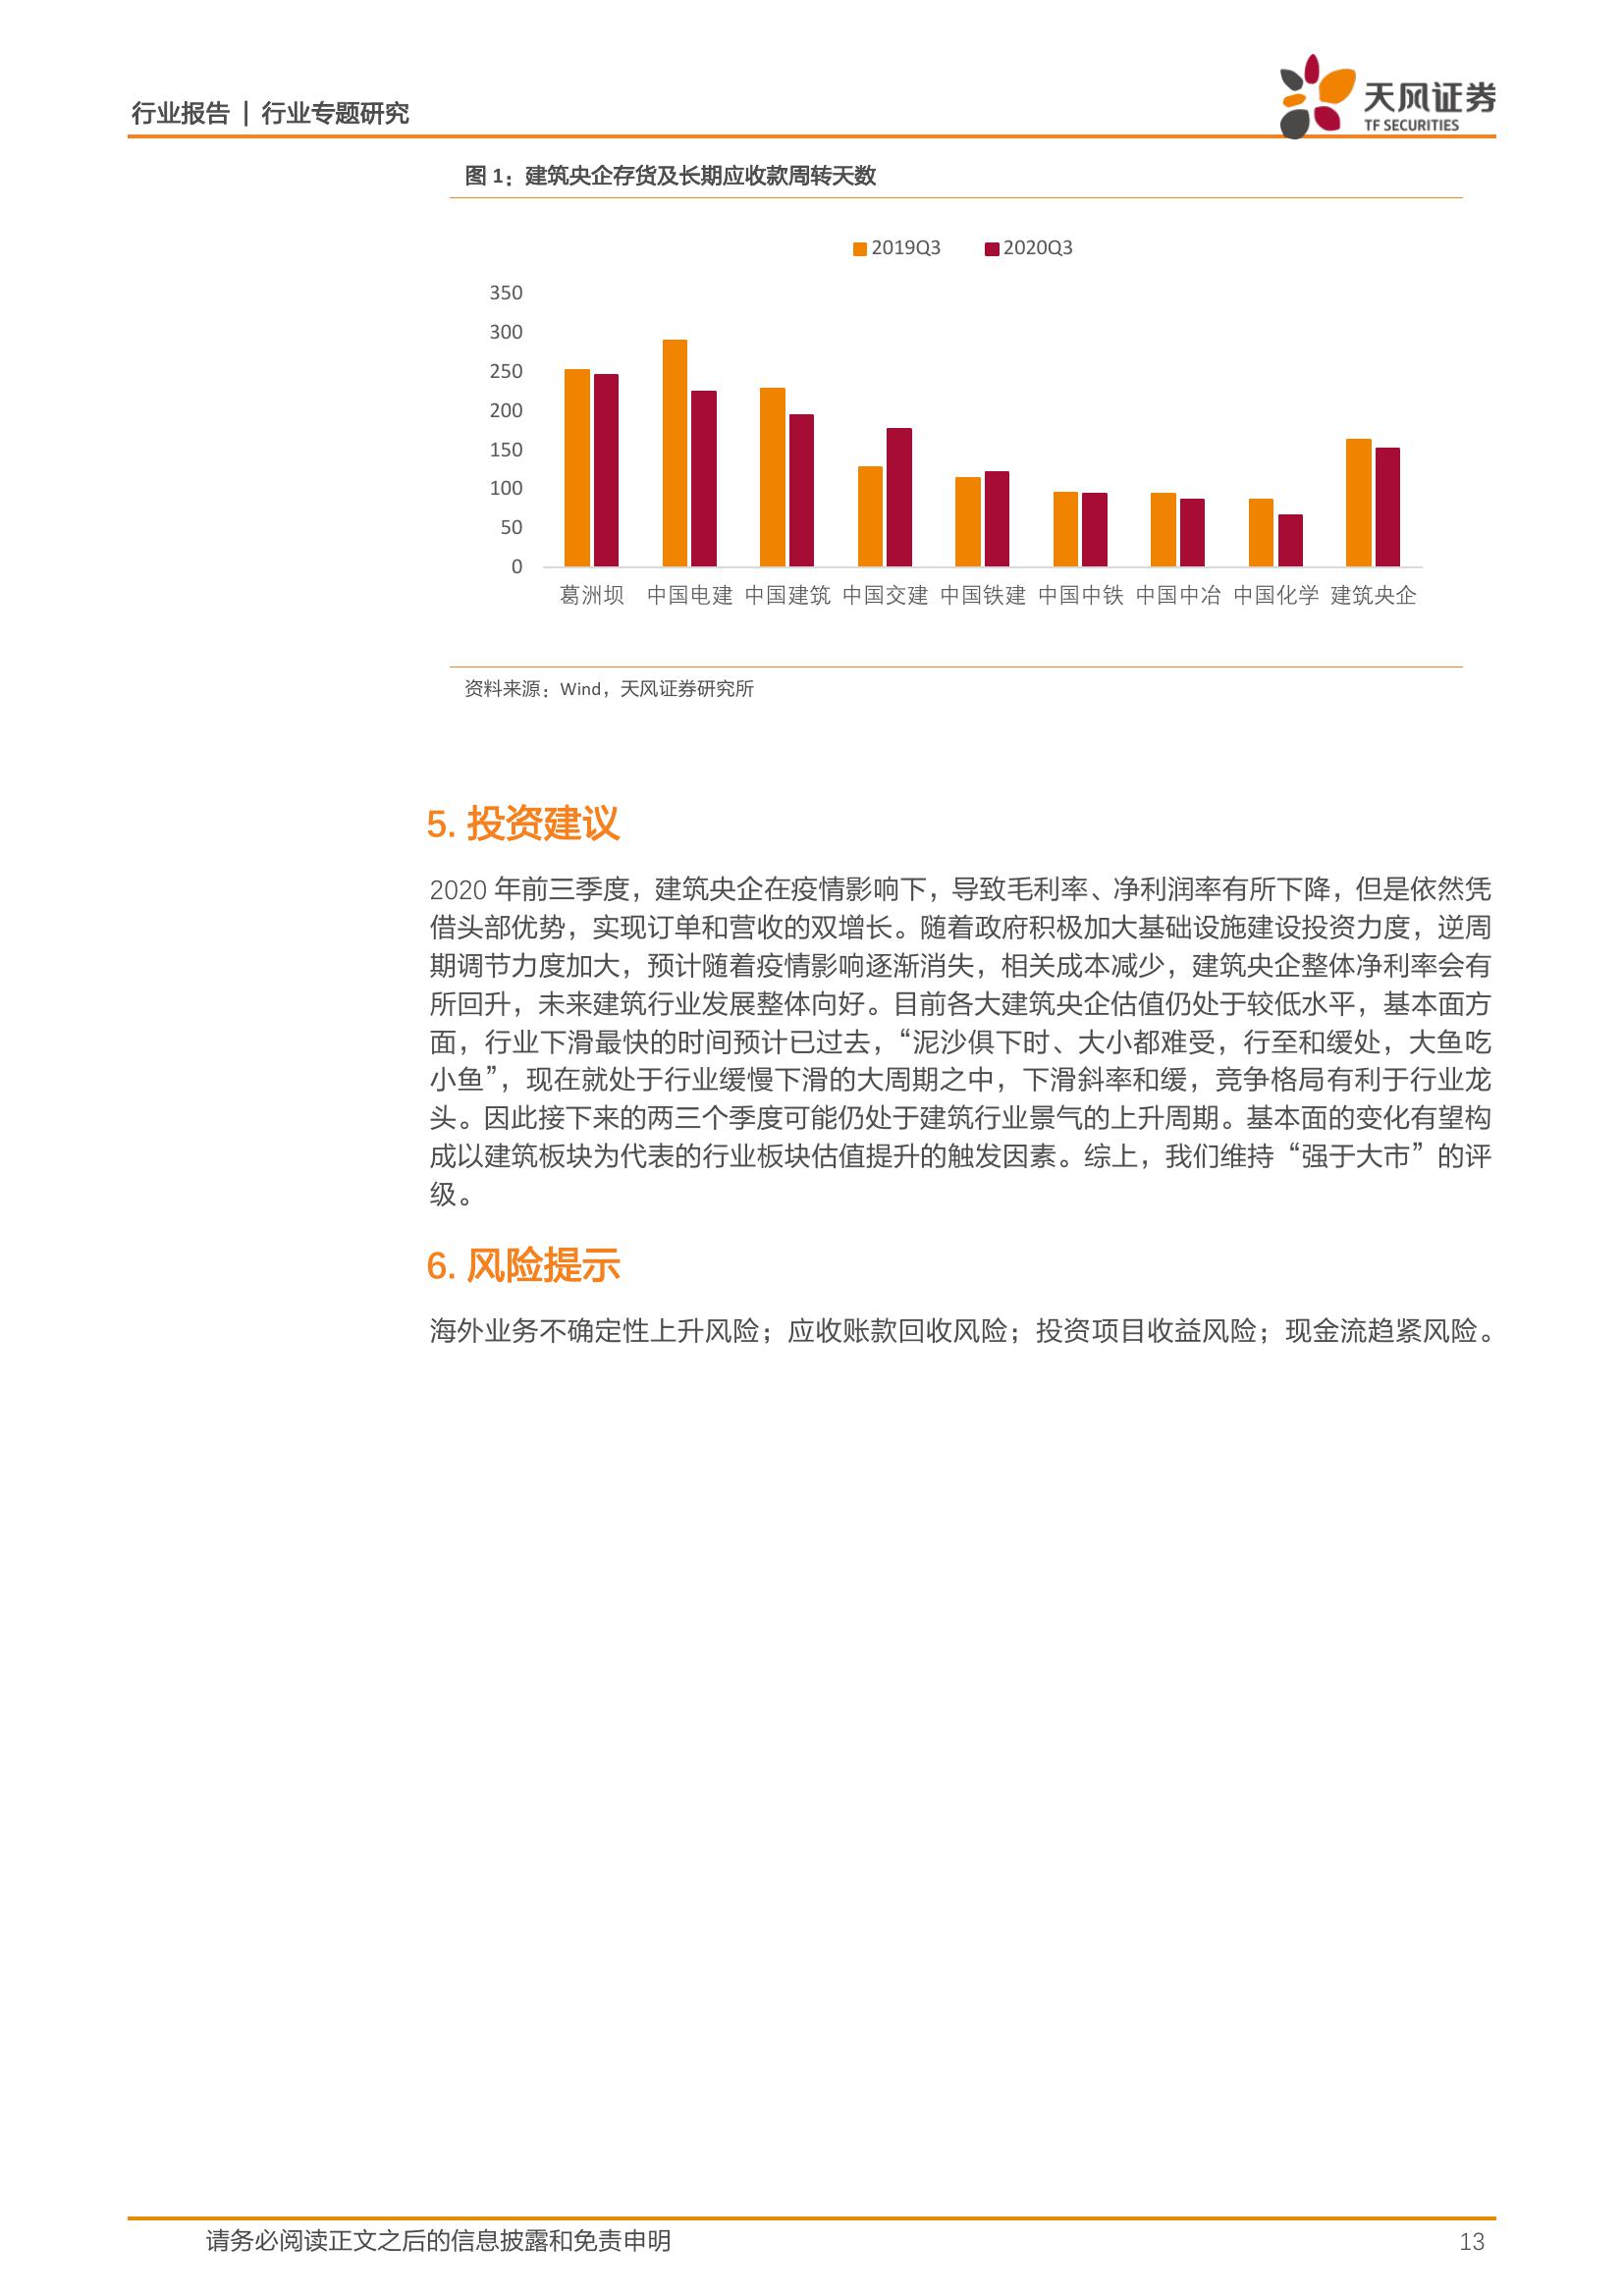 行业报告 | 行业专题研究
天风证券
TF SECURITIES
图 1：建筑央企存货及长期应收款周转天数
2019Q3 2020Q3
350
300
250
200
150
100
50
0
葛洲坝 中国电建 中国建筑 中国交建 中国铁建 中国中铁 中国中冶 中国化学 建筑央企
资料来源：Wind，天风证券研究所
5. 投资建议
2020 年前三季度，建筑央企在疫情影响下，导致毛利率、净利润率有所下降，但是依然凭
借头部优势，实现订单和营收的双增长。随着政府积极加大基础设施建设投资力度，逆周
期调节力度加大，预计随着疫情影响逐渐消失，相关成本减少，建筑央企整体净利率会有
所回升，未来建筑行业发展整体向好。目前各大建筑央企估值仍处于较低水平，基本面方
面，行业下滑最快的时间预计已过去，“泥沙俱下时、大小都难受，行至和缓处，大鱼吃
小鱼”，现在就处于行业缓慢下滑的大周期之中，下滑斜率和缓，竞争格局有利于行业龙
头。因此接下来的两三个季度可能仍处于建筑行业景气的上升周期。基本面的变化有望构
成以建筑板块为代表的行业板块估值提升的触发因素。综上，我们维持“强于大市”的评
级。
6. 风险提示
海外业务不确定性上升风险；应收账款回收风险；投资项目收益风险；现金流趋紧风险。
请务必阅读正文之后的信息披露和免责申明 13